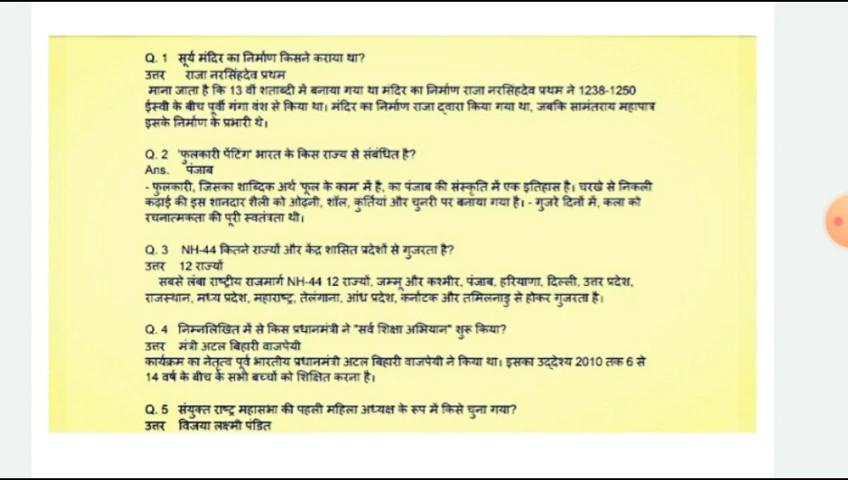 Q. 1 सूर्य मंदिर का निर्माण किसने कराया था?
उत्तर राजा नरसिंहदेव प्रथम
माना जाता है कि 13 वीं शताब्दी में बनाया गया था मंदिर का निर्माण राजा नरसिंहदेव प्रथम ने 1238-1250
ईस्वी के बीच पूर्वी गंगा वंश से किया था। मंदिर का निर्माण राजा द्वारा किया गया था, जबकि सामंतराय महापात्र
इसके निर्माण के प्रभारी थे।
Q. 2 'फुलकारी पेंटिंग' भारत के किस राज्य से संबंधित है?
Ans. पंजाब
- फुलकारी, जिसका शाब्दिक अर्थ 'फूल के काम' में है, का पंजाब की संस्कृति में एक इतिहास है। चरखे से निकली
कढ़ाई की इस शानदार शैली को ओढ़नी, शॉल, कुर्तियां और चुनरी पर बनाया गया है। - गुजरे दिनों में, कला को
रचनात्मकता की पूरी स्वतंत्रता थी।
Q. 3 NH-44 कितने राज्यों और केंद्र शासित प्रदेशों से गुजरता है?
उत्तर 12 राज्यों
सबसे लंबा राष्ट्रीय राजमार्ग NH-44 12 राज्यों, जम्मू और कश्मीर, पंजाब, हरियाणा, दिल्ली, उत्तर प्रदेश,
राजस्थान, मध्य प्रदेश, महाराष्ट्र, तेलंगाना, आंध्र प्रदेश, कर्नाटक और तमिलनाडु से होकर गुजरता है।
Q. 4 निम्नलिखित में से किस प्रधानमंत्री ने "सर्व शिक्षा अभियान" शुरू किया?
उत्तर मंत्री अटल बिहारी वाजपेयी
कार्यक्रम का नेतृत्व पूर्व भारतीय प्रधानमंत्री अटल बिहारी वाजपेयी ने किया था। इसका उद्देश्य 2010 तक 6 से
14 वर्ष के बीच के सभी बच्चों को शिक्षित करना है।
Q. 5 संयुक्त राष्ट्र महासभा की पहली महिला अध्यक्ष के रूप में किसे चुना गया?
उत्तर विजया लक्ष्मी पंडित